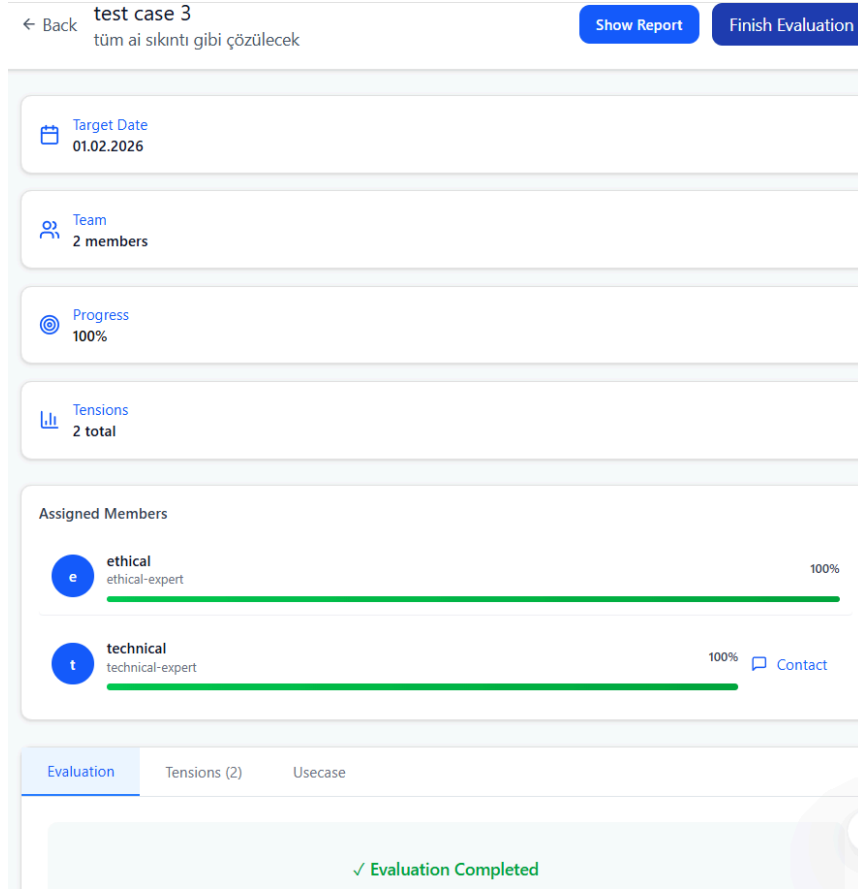 ← Back
test case 3
tüm ai sıkıntı gibi çözülecek
Show Report
Finish Evaluation
Target Date
01.02.2026
Team
2 members
Progress
100%
Tensions
2 total
Assigned Members
e
ethical
ethical-expert
100%
t
technical
technical-expert
100%
Contact
Evaluation
Tensions (2)
Usecase
✓ Evaluation Completed